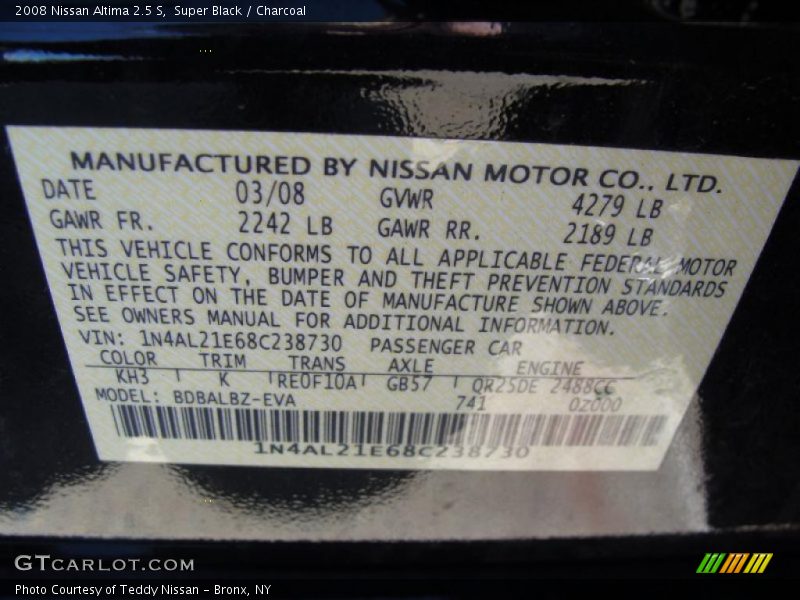 2008 Nissan Altima 2.5 S, Super Black / Charcoal
MANUFACTURED BY NISSAN MOTOR CO., LTD.
DATE 03/08 GVWR 4279 LB
GAWR FR. 2242 LB GAWR RR. 2189 LB
THIS VEHICLE CONFORMS TO ALL APPLICABLE FEDERAL MOTOR
VEHICLE SAFETY, BUMPER AND THEFT PREVENTION STANDARDS
IN EFFECT ON THE DATE OF MANUFACTURE SHOWN ABOVE.
SEE OWNERS MANUAL FOR ADDITIONAL INFORMATION.
VIN: 1N4AL21E68C238730 PASSENGER CAR
COLOR TRIM TRANS AXLE ENGINE
KH3 K RE0F10A GB57 QR25DE 2488CC
MODEL: BDBALBZ-EVA 741 0Z000
1N4AL21E68C238730
GTCARLOT.COM
Photo Courtesy of Teddy Nissan - Bronx, NY